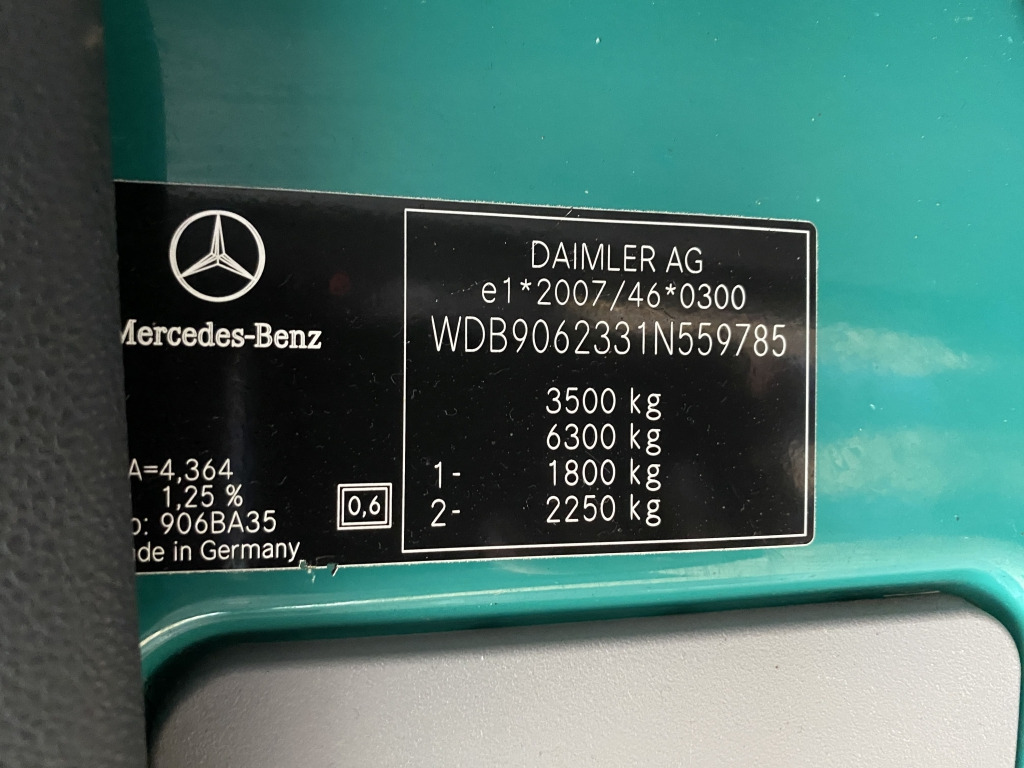 Mercedes-Benz
A=4,364
1,25 %
: 906BA35
de in Germany
0,6
DAIMLER AG
e1*2007/46*0300
WDB9062331N559785
3500 kg
6300 kg
1- 1800 kg
2- 2250 kg